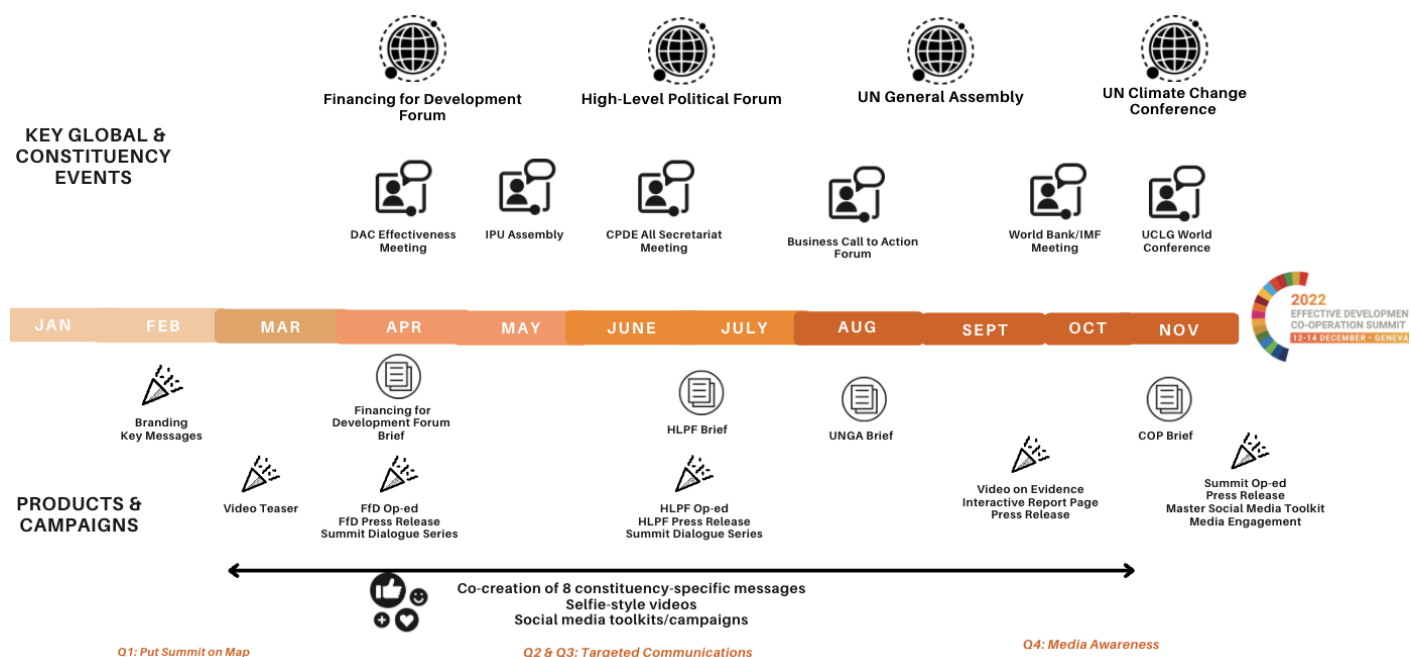 KEY GLOBAL &
CONSTITUENCY
EVENTS
Financing for Development
Forum
High-Level Political Forum
UN General Assembly
UN Climate Change
Conference
DAC Effectiveness
Meeting
IPU Assembly
CPDE All Secretariat
Meeting
Business Call to Action
Forum
World Bank/IMF
Meeting
UCLG World
Conference
JAN
FEB
MAR
APR
MAY
JUNE
JULY
AUG
SEPT
OCT
NOV
2022
EFFECTIVE DEVELOPMEN
CO-OPERATION SUMMIT
12-14 DECEMBER • GENEVA
PRODUCTS &
CAMPAIGNS
Branding
Key Messages
Video Teaser
Financing for
Development Forum
Brief
FfD Op-ed
FfD Press Release
Summit Dialogue Series
HLPF Brief
HLPF Op-ed
HLPF Press Release
Summit Dialogue Series
UNGA Brief
Video on Evidence
Interactive Report Page
Press Release
COP Brief
Summit Op-ed
Press Release
Master Social Media Toolkit
Media Engagement
Co-creation of 8 constituency-specific messages
Selfie-style videos
Social media toolkits/campaigns
Q1: Put Summit on Map
Q2 & Q3: Targeted Communications
Q4: Media Awareness